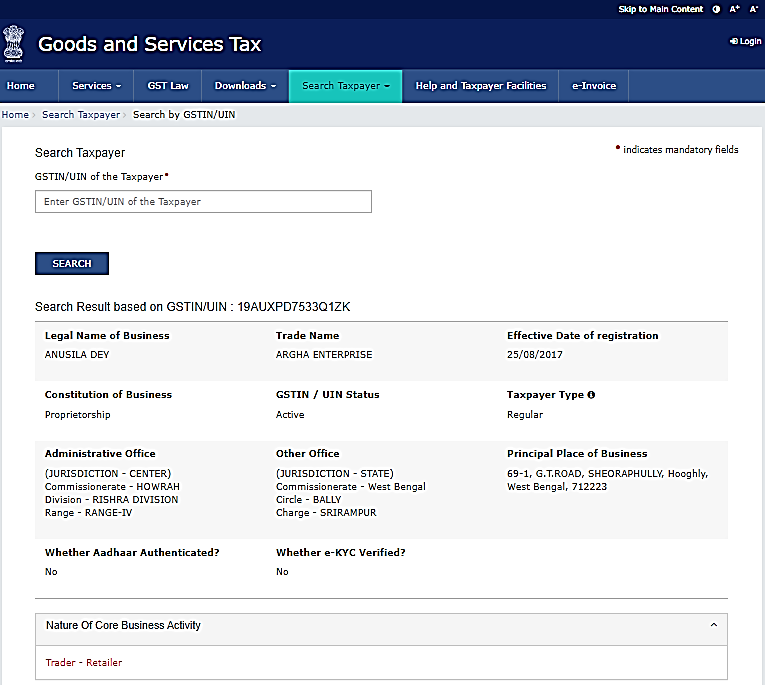 Skip to Main Content A+ A-
Goods and Services Tax
Login
Home Services GST Law Downloads Search Taxpayer Help and Taxpayer Facilities e-Invoice
Home › Search Taxpayer › Search by GSTIN/UIN
Search Taxpayer
• indicates mandatory fields
GSTIN/UIN of the Taxpayer•
Enter GSTIN/UIN of the Taxpayer
SEARCH
Search Result based on GSTIN/UIN : 19AUXPD7533Q1ZK
Legal Name of Business
ANUSILA DEY
Trade Name
ARGHA ENTERPRISE
Effective Date of registration
25/08/2017
Constitution of Business
Proprietorship
GSTIN / UIN Status
Active
Taxpayer Type
Regular
Administrative Office
(JURISDICTION - CENTER)
Commissionerate - HOWRAH
Division - RISHRA DIVISION
Range - RANGE-IV
Other Office
(JURISDICTION - STATE)
Commissionerate - West Bengal
Circle - BALLY
Charge - SRIRAMPUR
Principal Place of Business
69-1, G.T.ROAD, SHEORAPHULLY, Hooghly,
West Bengal, 712223
Whether Aadhaar Authenticated?
No
Whether e-KYC Verified?
No
Nature Of Core Business Activity
Trader - Retailer